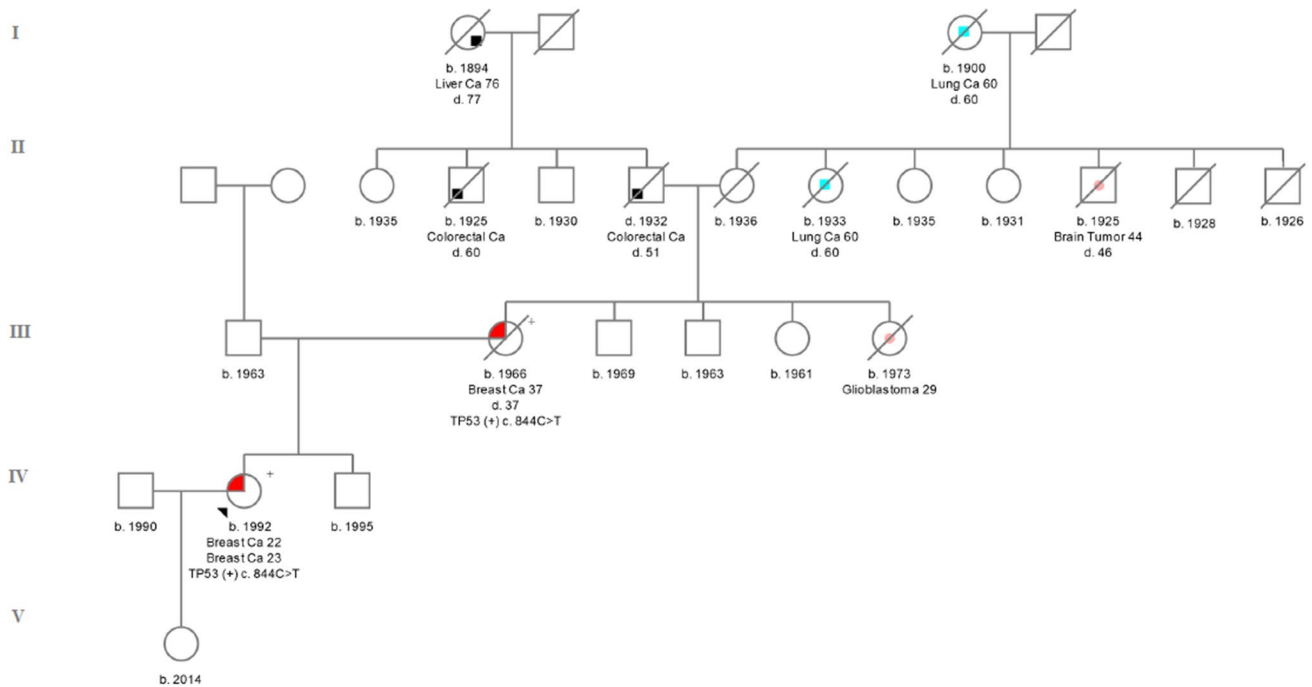 I
b. 1894
Liver Ca 76
d. 77
b. 1900
Lung Ca 60
d. 60
II
b. 1935
b. 1925
Colorectal Ca
d. 60
b. 1930
d. 1932
Colorectal Ca
d. 51
b. 1936
b. 1933
Lung Ca 60
d. 60
b. 1935
b. 1931
b. 1925
Brain Tumor 44
d. 46
b. 1928
b. 1926
III
b. 1963
+
b. 1966
Breast Ca 37
d. 37
TP53 (+) c. 844C>T
b. 1969
b. 1963
b. 1961
b. 1973
Glioblastoma 29
IV
b. 1990
+
b. 1992
Breast Ca 22
Breast Ca 23
TP53 (+) c. 844C>T
b. 1995
V
b. 2014